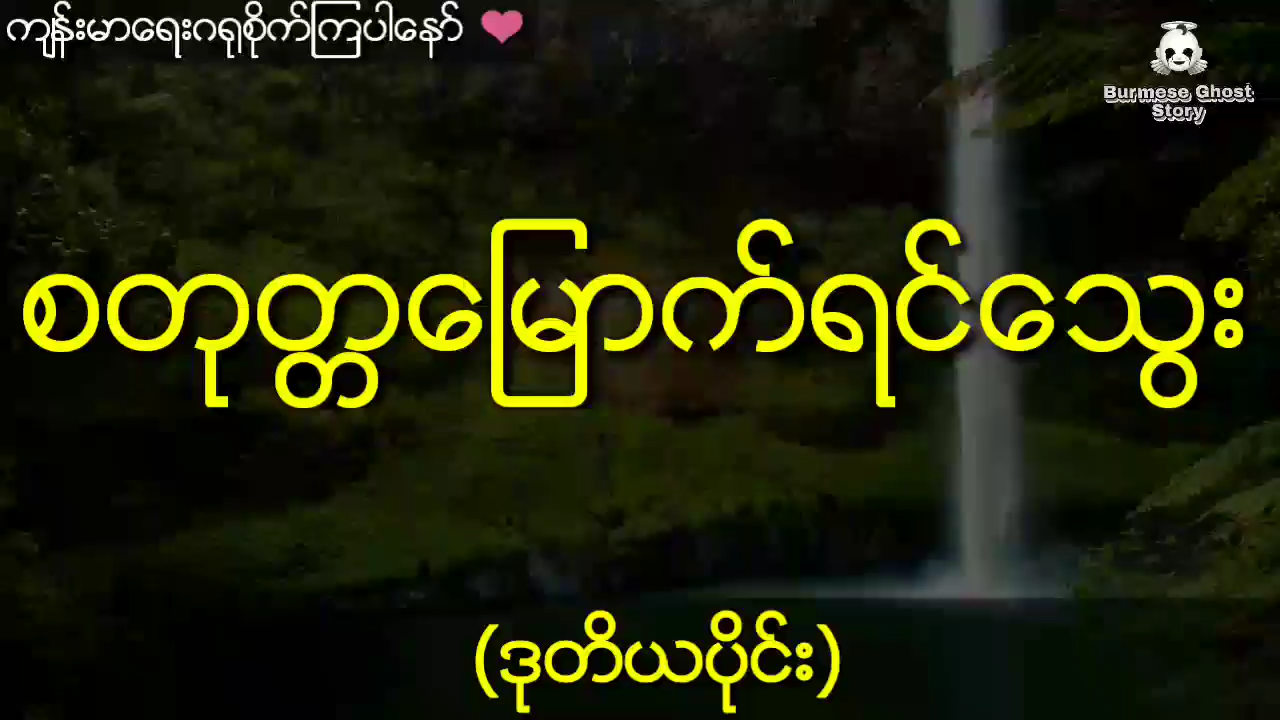 ကျန်းမာရေးဂရုစိုက်ကြပါနော် ❤
Burmese Ghost
Story
စတုတ္ထမြောက်ရင်သွေး
(ဒုတိယပိုင်း)